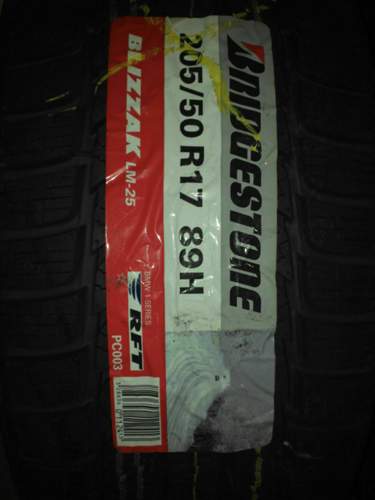 BRIDGESTONE
205/50 R17 89H
BLIZZAK LM-25
BMW 1 SERIES
RFT
PC003